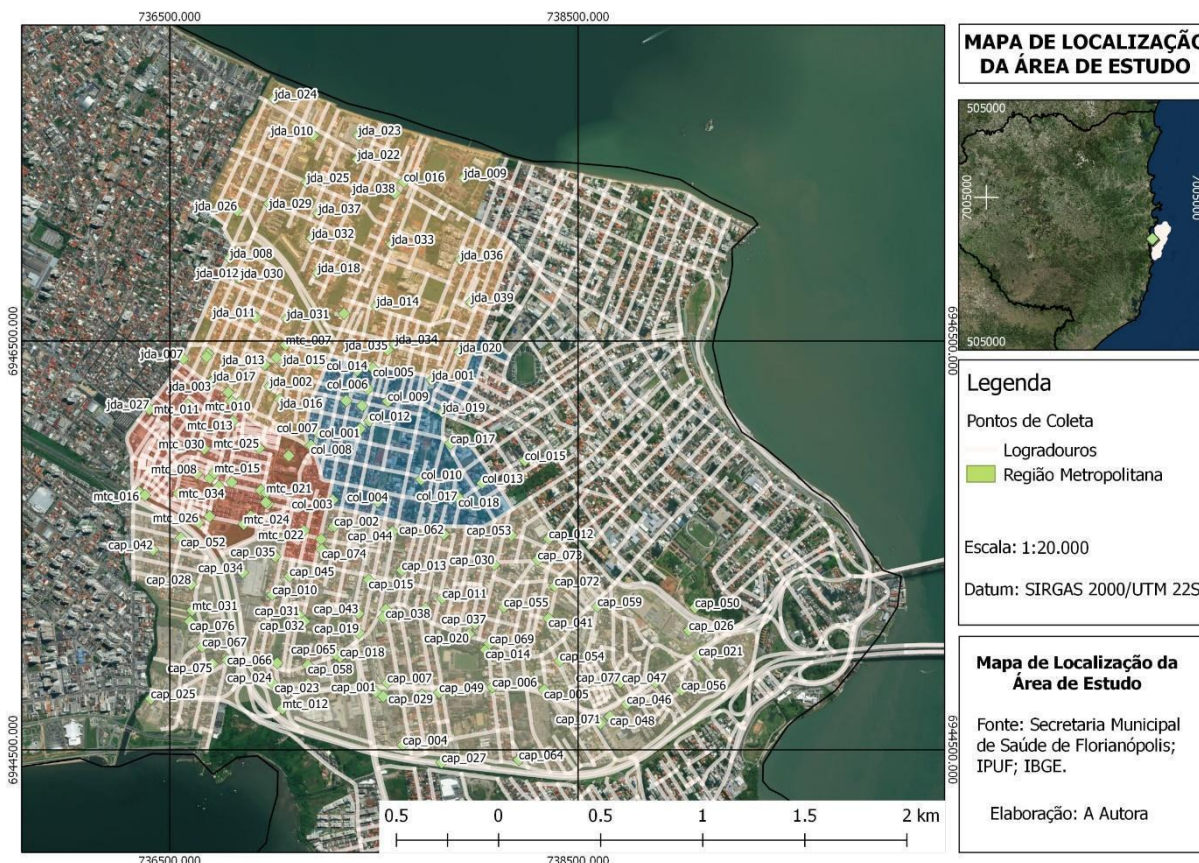 736500.000
738500.000
MAPA DE LOCALIZAÇÃO
DA ÁREA DE ESTUDO
505000
7005000
7005000
505000
6946500.000
6946500.000
6944500.000
6944500.000
jda_024
jda_010
jda_023
jda_022
jda_025
jda_038
col_016
jda_009
jda_026
jda_029
jda_037
jda_032
jda_033
jda_008
jda_036
jda_012
jda_030
jda_018
jda_014
jda_039
jda_011
jda_031
mtc_007
jda_035
jda_034
jda_020
jda_007
jda_013
jda_015
col_014
col_005
jda_017
jda_003
jda_002
col_006
jda_001
jda_027
mtc_011
mtc_010
jda_016
col_009
jda_019
mtc_013
col_007
col_001
col_012
mtc_030
mtc_025
col_008
cap_017
mtc_008
mtc_015
col_015
mtc_016
mtc_034
mtc_021
col_010
col_013
col_003
col_004
col_017
col_018
mtc_026
mtc_024
mtc_022
cap_002
cap_044
cap_062
cap_053
cap_012
cap_042
cap_052
cap_035
cap_074
cap_030
cap_073
cap_034
cap_045
cap_015
cap_013
cap_028
cap_010
cap_072
mtc_031
cap_031
cap_043
cap_038
cap_011
cap_055
cap_059
cap_050
cap_076
cap_032
cap_019
cap_037
cap_041
cap_026
cap_067
cap_020
cap_069
cap_065
cap_018
cap_014
cap_054
cap_021
cap_075
cap_066
cap_058
cap_024
cap_023
cap_001
cap_007
cap_049
cap_006
cap_077
cap_047
cap_056
cap_025
mtc_012
cap_029
cap_005
cap_046
cap_071
cap_048
cap_004
cap_027
cap_064
Legenda
Pontos de Coleta
Logradouros
Região Metropolitana
Escala: 1:20.000
Datum: SIRGAS 2000/UTM 22S
Mapa de Localização da
Área de Estudo
Fonte: Secretaria Municipal
de Saúde de Florianópolis;
IPUF; IBGE.
Elaboração: A Autora
0.5 0 0.5 1 2 km
736500.000
738500.000